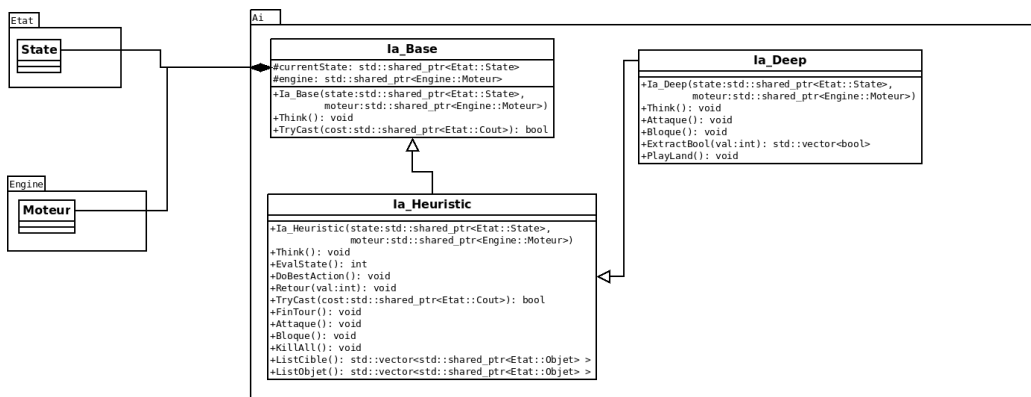 Etat
State
Engine
Moteur
Ai
Ia_Base
#currentState: std::shared_ptr<Etat::State>
#engine: std::shared_ptr<Engine::Moteur>
+Ia_Base(state:std::shared_ptr<Etat::State>,
moteur:std::shared_ptr<Engine::Moteur>)
+Think(): void
+TryCast(cost:std::shared_ptr<Etat::Cout>): bool
Ia_Heuristic
+Ia_Heuristic(state:std::shared_ptr<Etat::State>,
moteur:std::shared_ptr<Engine::Moteur>)
+Think(): void
+EvalState(): int
+DoBestAction(): void
+Retour(val:int): void
+TryCast(cost:std::shared_ptr<Etat::Cout>): bool
+FinTour(): void
+Attaque(): void
+Bloque(): void
+KillAll(): void
+ListCible(): std::vector<std::shared_ptr<Etat::Objet> >
+ListObjet(): std::vector<std::shared_ptr<Etat::Objet> >
Ia_Deep
+Ia_Deep(state:std::shared_ptr<Etat::State>,
moteur:std::shared_ptr<Engine::Moteur>)
+Think(): void
+Attaque(): void
+Bloque(): void
+ExtractBool(val:int): std::vector<bool>
+PlayLand(): void